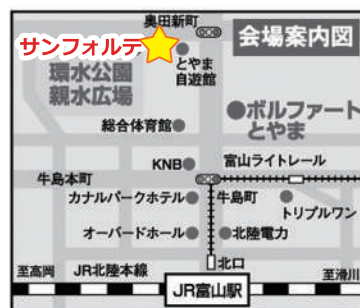 奥田新町
会場案内図
サンフォルテ
とやま
自遊館
環水公園
親水広場
ボルファート
とやま
総合体育館
KNB
富山ライトレール
牛島本町
カナルパークホテル
牛島町
トリプルワン
オーバードホール
北陸電力
北口
至高岡
JR北陸本線
至滑川
JR富山駅